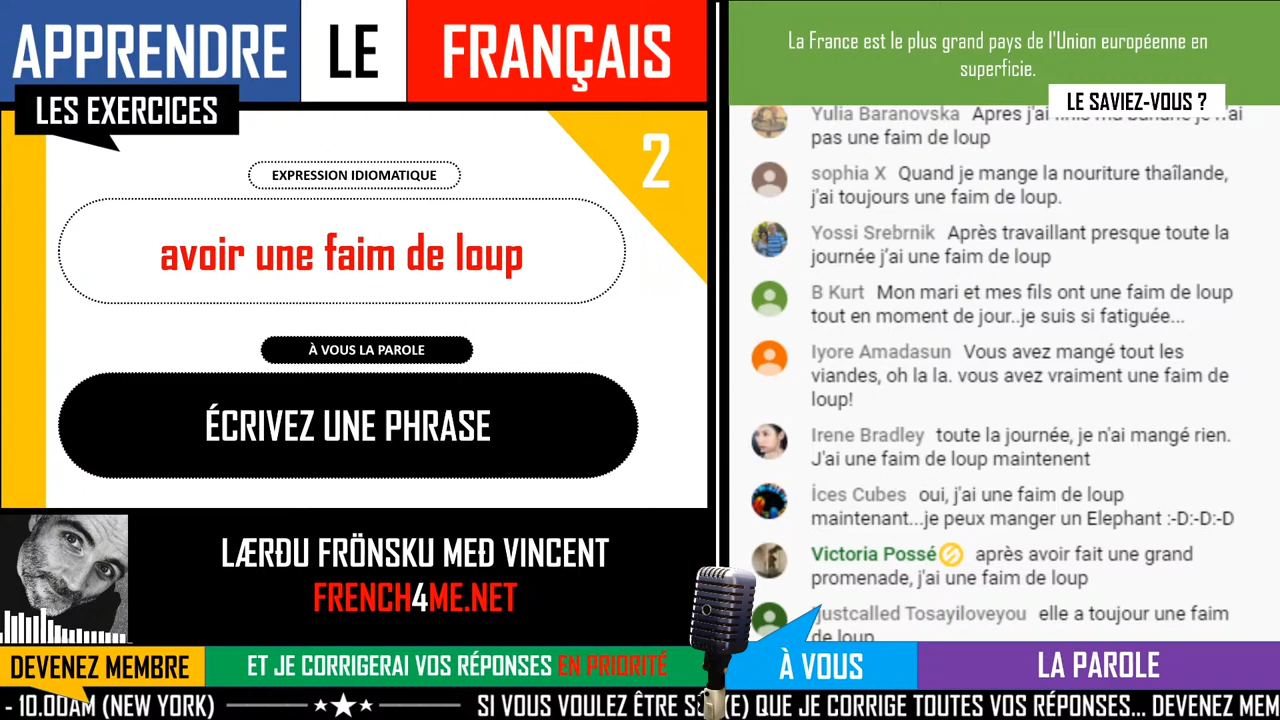 APPRENDRE LE FRANÇAIS
LES EXERCICES
2
EXPRESSION IDIOMATIQUE
avoir une faim de loup
À VOUS LA PAROLE
ÉCRIVEZ UNE PHRASE
LÆRÐU FRÖNSKU MEÐ VINCENT
FRENCH4ME.NET
La France est le plus grand pays de l'Union européenne en
superficie.
LE SAVIEZ-VOUS ?
Yulia Baranovska Apres j'ai
pas une faim de loup
sophia X Quand je mange la nouriture thaîlande,
j'ai toujours une faim de loup.
Yossi Srebrnik Après travaillant presque toute la
journée j'ai une faim de loup
B Kurt Mon mari et mes fils ont une faim de loup
tout en moment de jour..je suis si fatiguée...
Iyore Amadasun Vous avez mangé tout les
viandes, oh la la. vous avez vraiment une faim de
loup!
Irene Bradley toute la journée, je n'ai mangé rien.
J'ai une faim de loup maintenent
İces Cubes oui, j'ai une faim de loup
maintenant...je peux manger un Elephant :-D:-D:-D
Victoria Possé après avoir fait une grand
promenade, j'ai une faim de loup
justcalled Tosayiloveyou elle a toujour une faim
de loup
DEVENEZ MEMBRE
ET JE CORRIGERAI VOS RÉPONSES EN PRIORITÉ
À VOUS
LA PAROLE
- 10.00AM (NEW YORK) SI VOUS VOULEZ ÊTRE (E) QUE JE CORRIGE TOUTES VOS RÉPONSES... DEVENEZ MEM